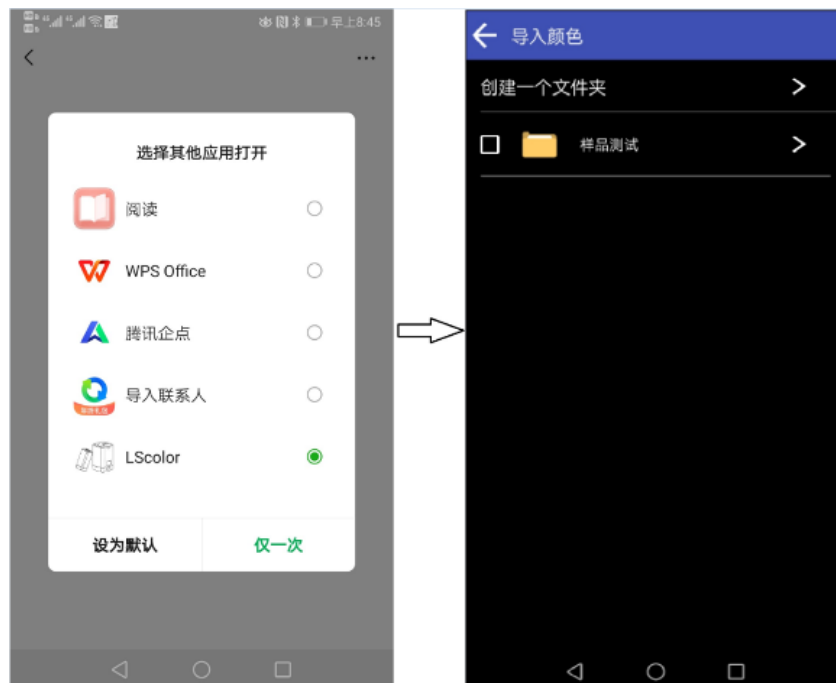 早上8:45
选择其他应用打开
阅读
WPS Office
腾讯企点
导入联系人
LScolor
设为默认
仅一次
导入颜色
创建一个文件夹
样品测试